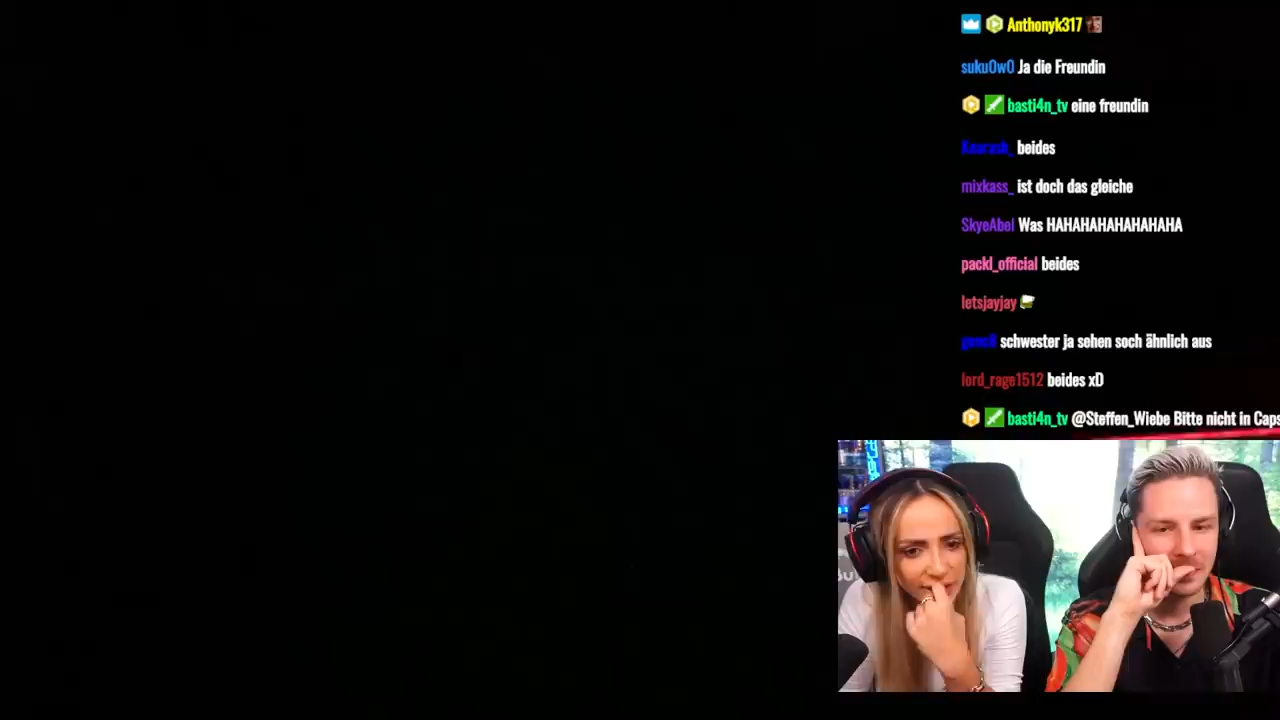 Anthonyk317
suku0w0 Ja die Freundin
basti4n_tv eine freundin
beides
mixkass_ ist doch das gleiche
SkyeAbel Was HAHAHAHAHAHAHAHA
packl_official beides
letsjayjay
schwester ja sehen soch ähnlich aus
lord_rage1512 beides xD
basti4n_tv @Steffen_Wiebe Bitte nicht in Caps